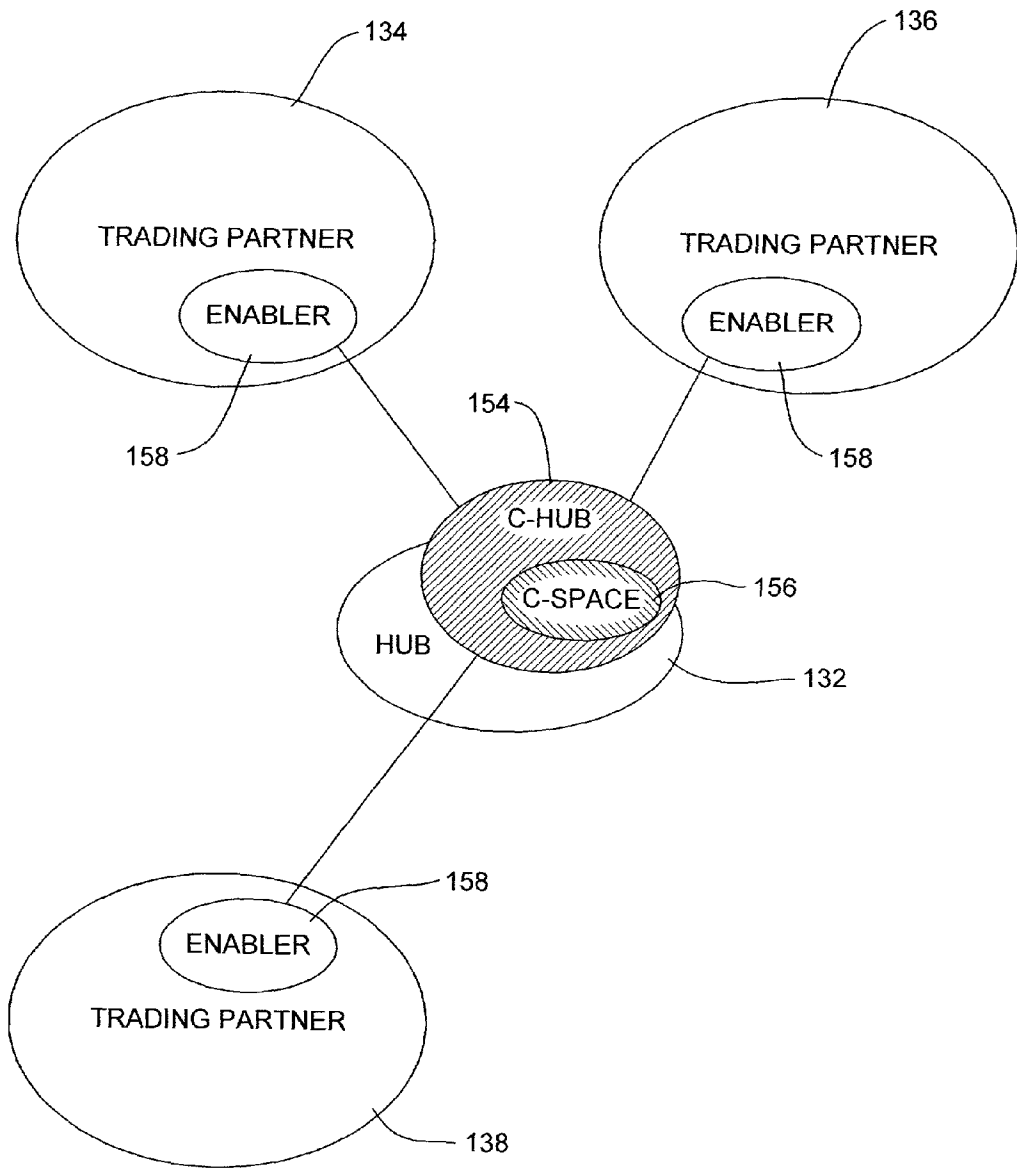 134
136
TRADING PARTNER
TRADING PARTNER
ENABLER
ENABLER
154
158
158
C-HUB
156
C-SPACE
HUB
132
158
ENABLER
TRADING PARTNER
138